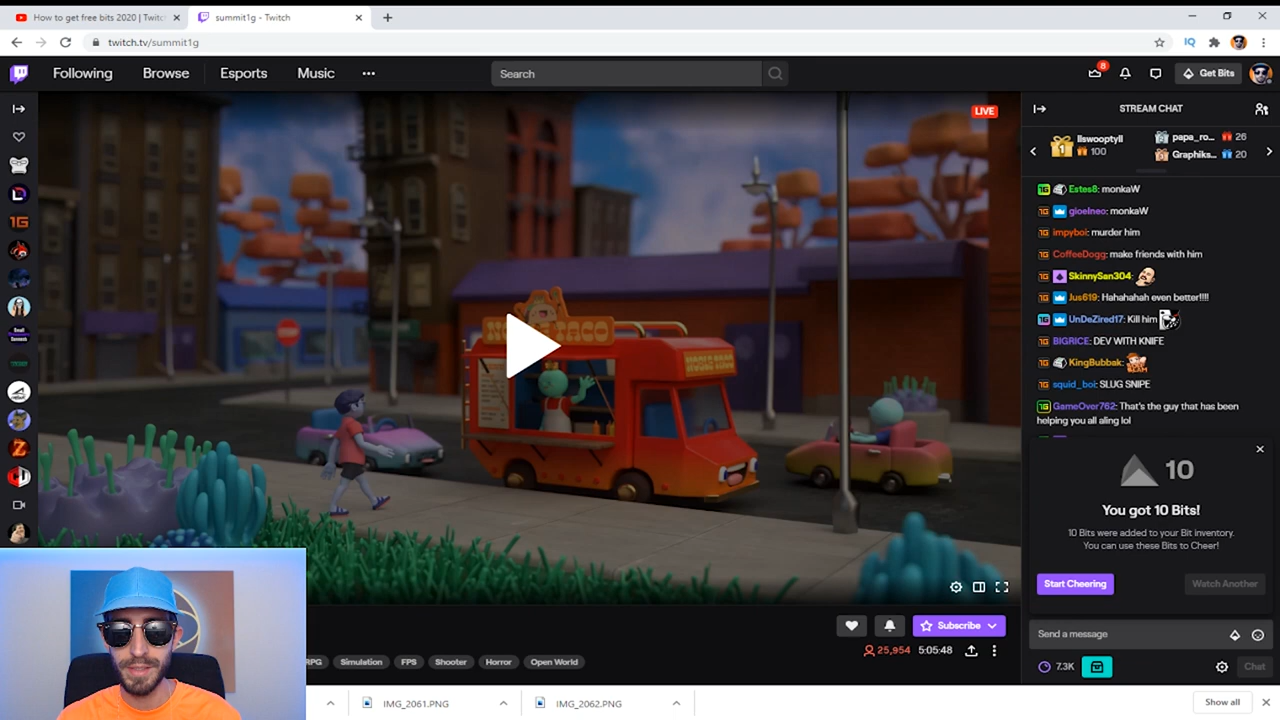 How to get free bits 2020 | Twitc
summit1g - Twitch
twitch.tv/summit1g
IQ
Following
Browse
Esports
Music
Search
8
Get Bits
LIVE
STREAM CHAT
1
llswooptyll
100
papa_ro...
26
Graphiks...
20
Estes8: monkaW
gioelneo: monkaW
impyboi: murder him
CoffeeDogg: make friends with him
SkinnySan304:
Jus619: Hahahahah even better!!!!
UnDeZired17: Kill him
BIGRICE: DEV WITH KNIFE
KingBubbak:
squid_boi: SLUG SNIPE
GameOver762: That's the guy that has been
helping you all aling lol
10
You got 10 Bits!
10 Bits were added to your Bit inventory.
You can use these Bits to Cheer!
Start Cheering
Watch Another
Send a message
7.3K
Chat
Subscribe
25,954
5:05:48
RPG
Simulation
FPS
Shooter
Horror
Open World
IMG_2061.PNG
IMG_2062.PNG
Show all